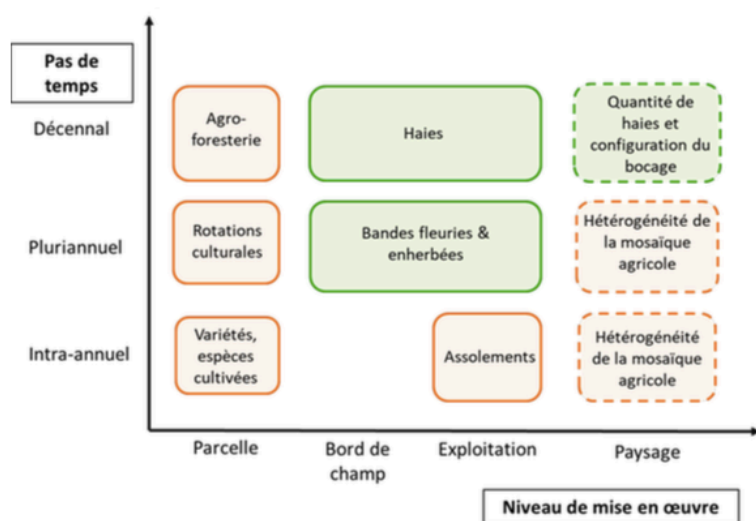 Pas de
temps
Décennal
Agro-
foresterie
Haies
Quantité de
haies et
configuration du
bocage
Pluriannuel
Rotations
culturales
Bandes fleuries &
enherbées
Hétérogénéité de
la mosaïque
agricole
Intra-annuel
Variétés,
espèces
cultivées
Assolements
Hétérogénéité
de la mosaïque
agricole
Parcelle
Bord de
champ
Exploitation
Paysage
Niveau de mise en œuvre